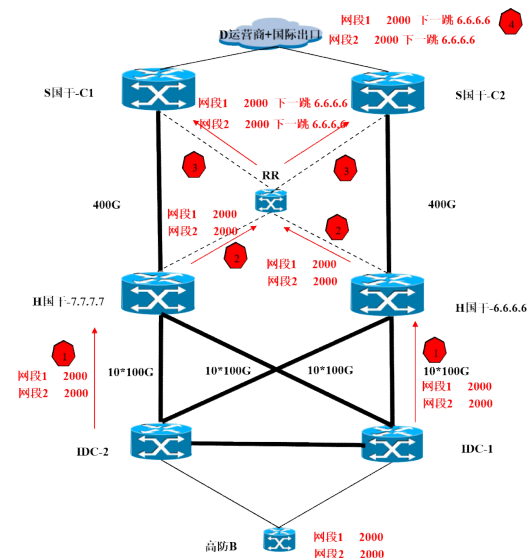 网段1 2000 下一跳 6.6.6.6
4
D运营商+国际出口
网段2 2000 下一跳 6.6.6.6
S国干-C1
S国干-C2
网段1 2000 下一跳 6.6.6.6
网段2 2000 下一跳 6.6.6.6
3
3
RR
400G
400G
网段1 2000
网段2 2000
2
2
网段1 2000
网段2 2000
H国干-7.7.7.7
H国干-6.6.6.6
1
1
10*100G
10*100G
10*100G
10*100G
网段1 2000
网段2 2000
网段1 2000
网段2 2000
IDC-2
IDC-1
高防B
网段1 2000
网段2 2000